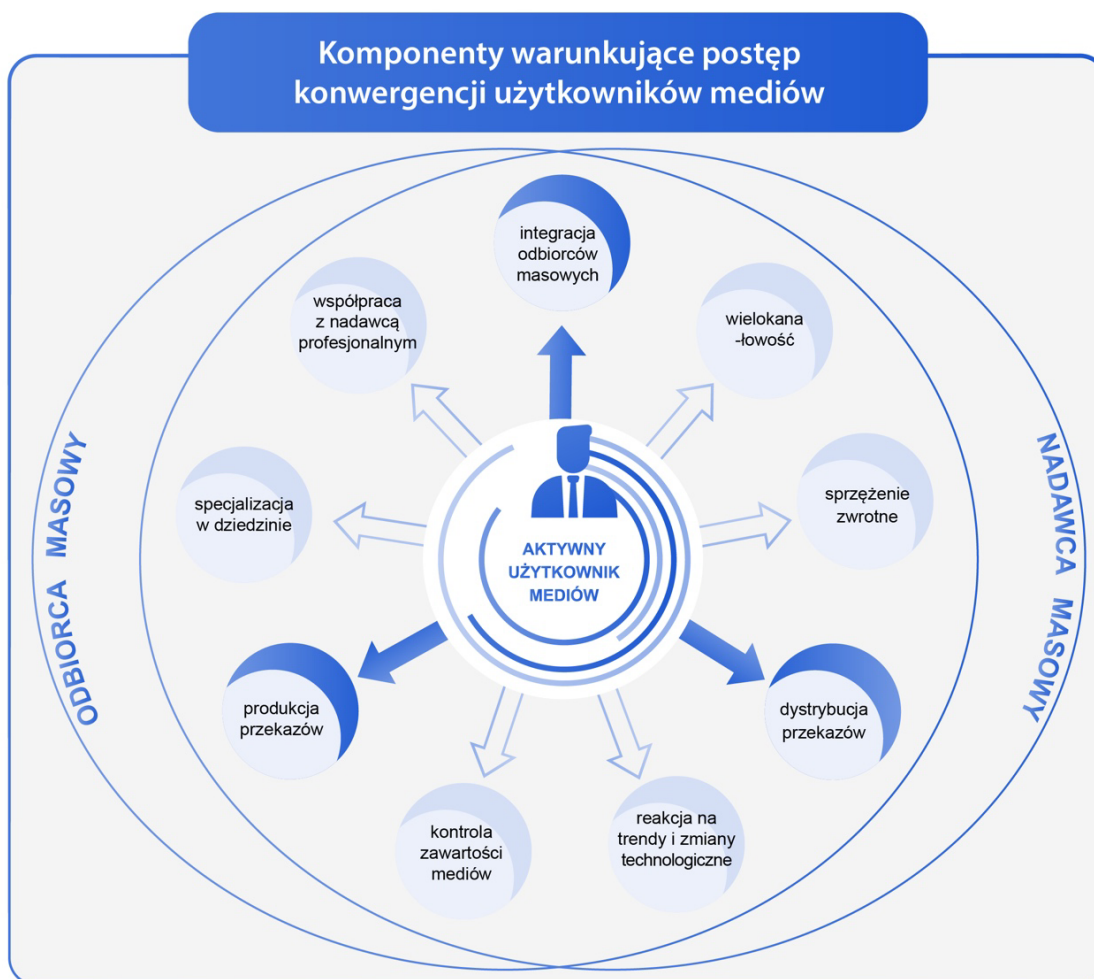 Komponenty warunkujące postęp
konwergencji użytkowników mediów
integracja
odbiorców
masowych
współpraca
z nadawcą
profesjonalnym
wielokana
-łowość
ODBIORCA MASOWY
NADAWCA MASOWY
specjalizacja
w dziedzinie
sprzężenie
zwrotne
AKTYWNY
UŻYTKOWNIK
MEDIÓW
produkcja
przekazów
dystrybucja
przekazów
kontrola
zawartości
mediów
reakcja na
trendy i zmiany
technologiczne